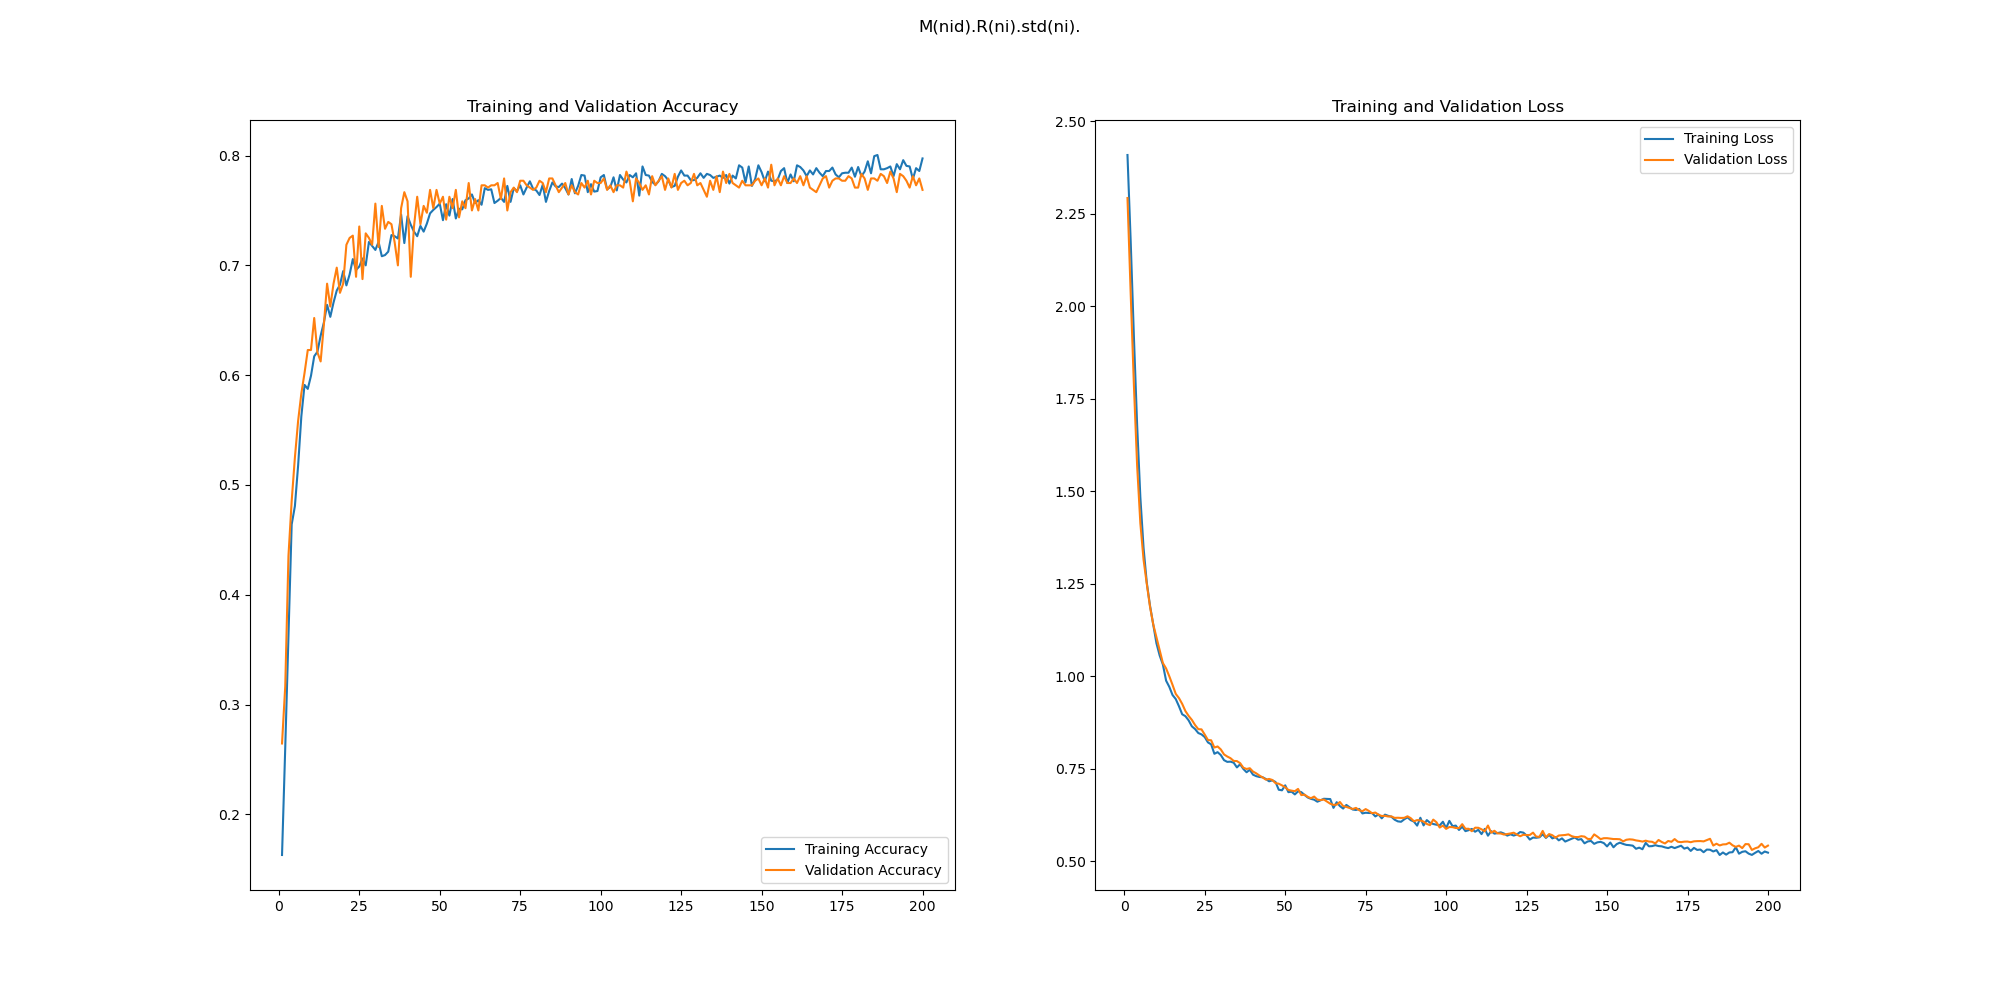 M(nid).R(ni).std(ni).
Training and Validation Accuracy
0.8
0.7
0.6
0.5
0.4
0.3
0.2
Training Accuracy
Validation Accuracy
0 25 50 75 100 125 150 175 200
Training and Validation Loss
2.50
2.25
2.00
1.75
1.50
1.25
1.00
0.75
0.50
Training Loss
Validation Loss
0 25 50 75 100 125 150 175 200